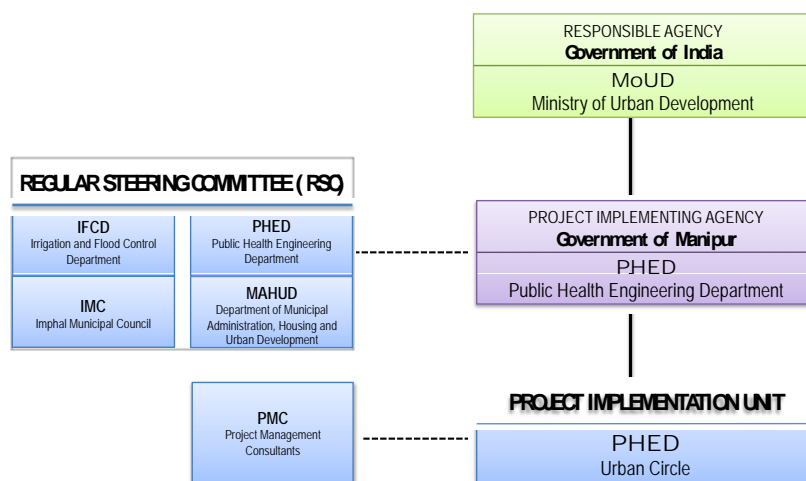 RESPONSIBLE AGENCY
Government of India
MoUD
Ministry of Urban Development
REGULAR STEERING COMMITTEE ( RSC)
IFCD
Irrigation and Flood Control
Department
PHED
Public Health Engineering
Department
IMC
Imphal Municipal Council
MAHUD
Department of Municipal
Administration, Housing and
Urban Development
PROJECT IMPLEMENTING AGENCY
Government of Manipur
PHED
Public Health Engineering Department
PMC
Project Management
Consultants
PROJECT IMPLEMENTATION UNIT
PHED
Urban Circle